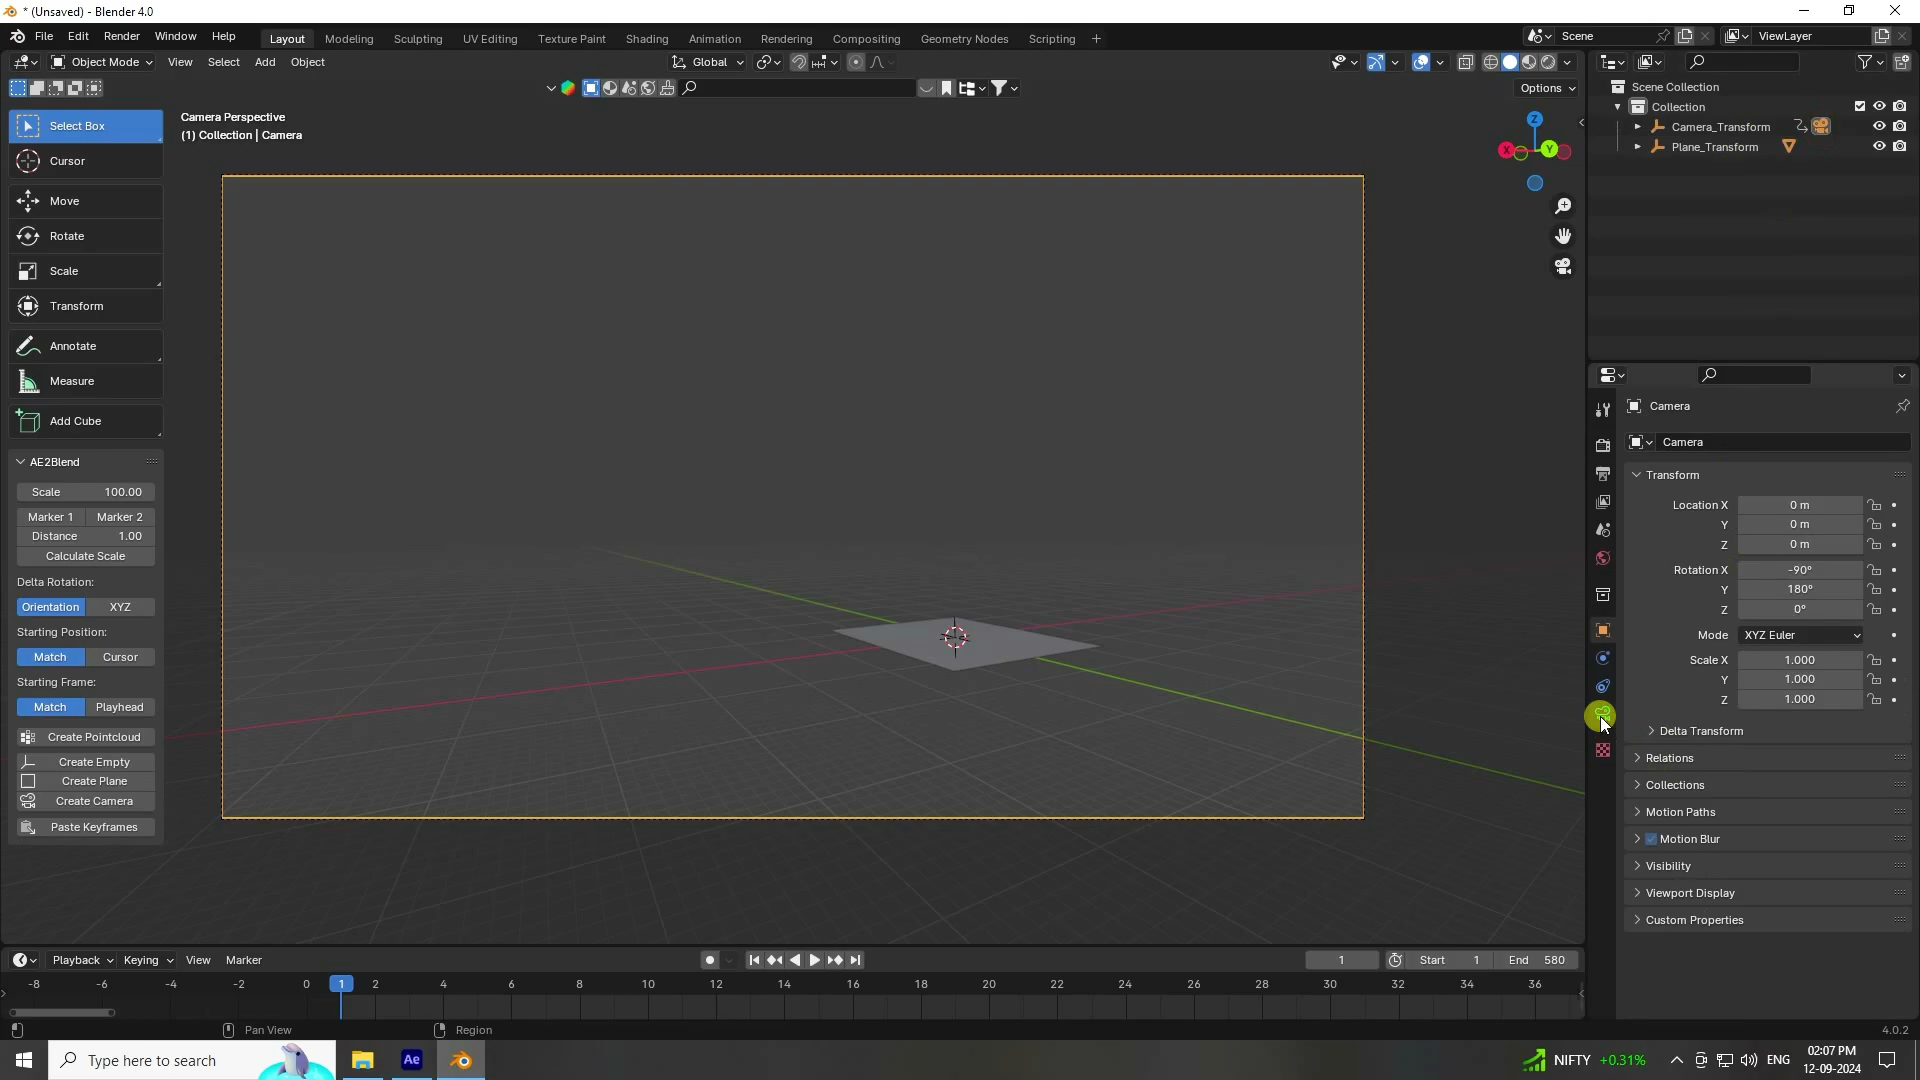 * (Unsaved) - Blender 4.0
File Edit Render Window Help
Layout Modeling Sculpting UV Editing Texture Paint Shading Animation Rendering Compositing Geometry Nodes Scripting +
Scene
ViewLayer
Object Mode View Select Add Object
Global
Options
Select Box
Cursor
Move
Rotate
Scale
Transform
Annotate
Measure
Add Cube
AE2Blend
Scale 100.00
Marker 1 Marker 2
Distance 1.00
Calculate Scale
Delta Rotation:
Orientation XYZ
Starting Position:
Match Cursor
Starting Frame:
Match Playhead
Create Pointcloud
Create Empty
Create Plane
Create Camera
Paste Keyframes
Camera Perspective
(1) Collection | Camera
Z
X Y
Scene Collection
Collection
Camera_Transform
Plane_Transform
Camera
Camera
Transform
Location X 0 m
Y 0 m
Z 0 m
Rotation X -90°
Y 180°
Z 0°
Mode XYZ Euler
Scale X 1.000
Y 1.000
Z 1.000
Delta Transform
Relations
Collections
Motion Paths
Motion Blur
Visibility
Viewport Display
Custom Properties
Playback Keying View Marker
1 Start 1 End 580
-8 -6 -4 -2 0 1 2 4 6 8 10 12 14 16 18 20 22 24 26 28 30 32 34 36
Pan View Region
4.0.2
Type here to search
Ae
NIFTY +0.31%
ENG
02:07 PM
12-09-2024